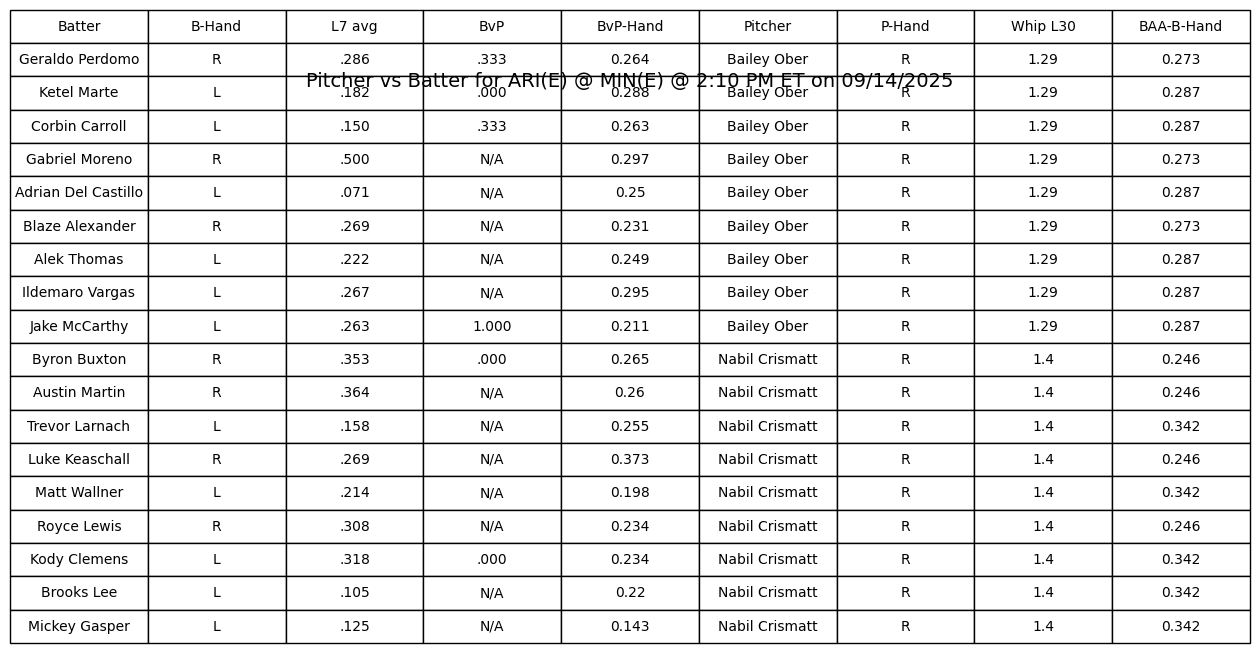 Batter B-Hand L7 avg BvP BvP-Hand Pitcher P-Hand Whip L30 BAA-B-Hand
Geraldo Perdomo R .286 .333 0.264 Bailey Ober R 1.29 0.273
Pitcher vs Batter for ARI(E) @ MIN(E) @ 2:10 PM ET on 09/14/2025
Ketel Marte L .182 .000 0.288 Bailey Ober R 1.29 0.287
Corbin Carroll L .150 .333 0.263 Bailey Ober R 1.29 0.287
Gabriel Moreno R .500 N/A 0.297 Bailey Ober R 1.29 0.273
Adrian Del Castillo L .071 N/A 0.25 Bailey Ober R 1.29 0.287
Blaze Alexander R .269 N/A 0.231 Bailey Ober R 1.29 0.273
Alek Thomas L .222 N/A 0.249 Bailey Ober R 1.29 0.287
Ildemaro Vargas L .267 N/A 0.295 Bailey Ober R 1.29 0.287
Jake McCarthy L .263 1.000 0.211 Bailey Ober R 1.29 0.287
Byron Buxton R .353 .000 0.265 Nabil Crismatt R 1.4 0.246
Austin Martin R .364 N/A 0.26 Nabil Crismatt R 1.4 0.246
Trevor Larnach L .158 N/A 0.255 Nabil Crismatt R 1.4 0.342
Luke Keaschall R .269 N/A 0.373 Nabil Crismatt R 1.4 0.246
Matt Wallner L .214 N/A 0.198 Nabil Crismatt R 1.4 0.342
Royce Lewis R .308 N/A 0.234 Nabil Crismatt R 1.4 0.246
Kody Clemens L .318 .000 0.234 Nabil Crismatt R 1.4 0.342
Brooks Lee L .105 N/A 0.22 Nabil Crismatt R 1.4 0.342
Mickey Gasper L .125 N/A 0.143 Nabil Crismatt R 1.4 0.342